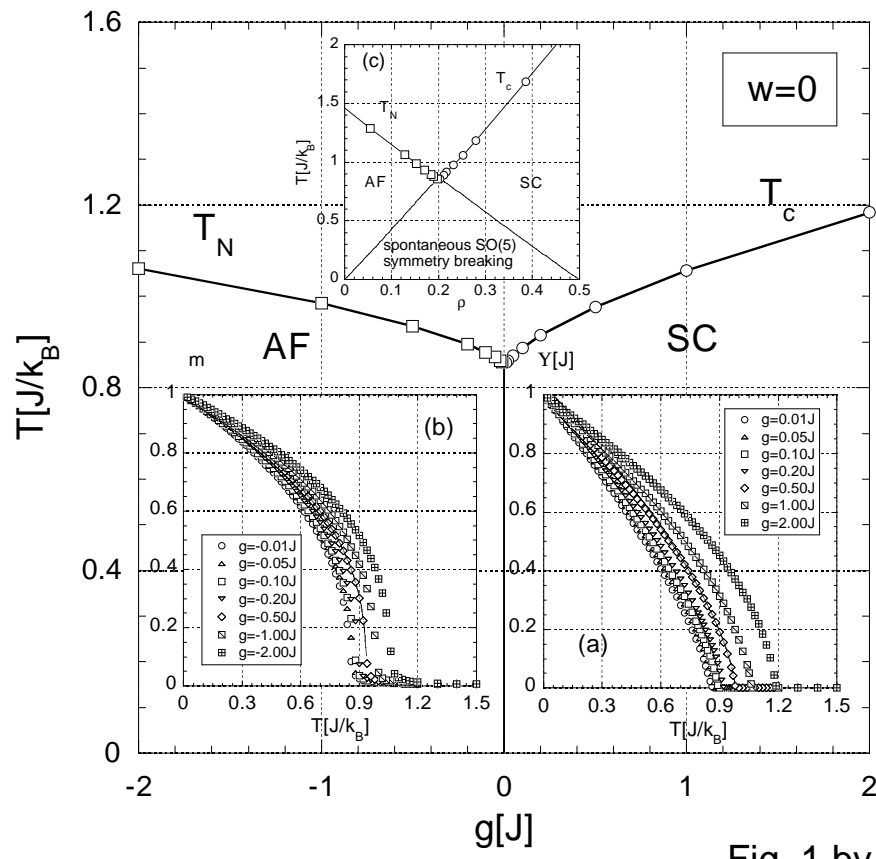 1.6
1.2
0.8
0.4
0
-2
-1
0
1
2
T[J/k_B]
g[J]
w=0
T_N
T_c
AF
SC
(c)
2
1.5
1
0.5
0
T[J/k_B]
T_N
T_c
AF
SC
spontaneous SO(5)
symmetry breaking
0
0.1
0.2
0.3
0.4
0.5
ρ
m
(b)
1
0.8
0.6
0.4
0.2
0
g=-0.01J
g=-0.05J
g=-0.10J
g=-0.20J
g=-0.50J
g=-1.00J
g=-2.00J
0
0.3
0.6
0.9
1.2
1.5
T[J/k_B]
Υ[J]
1
0.8
0.6
0.4
0.2
0
g=0.01J
g=0.05J
g=0.10J
g=0.20J
g=0.50J
g=1.00J
g=2.00J
(a)
0
0.3
0.6
0.9
1.2
1.5
T[J/k_B]
Fig. 1 by